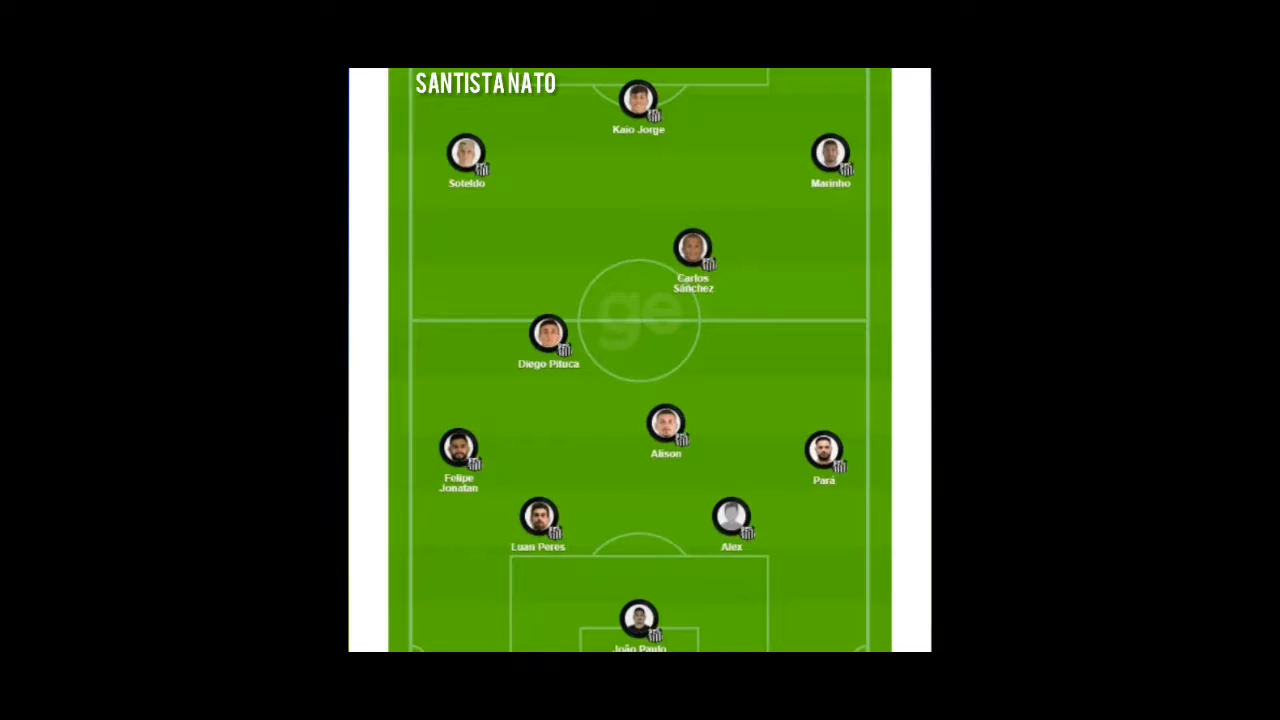 SANTISTA NATO
Kaio Jorge
Soteldo
Marinho
Carlos
Sánchez
ge
Diego Pituca
Alison
Felipe
Jonatan
Pará
Luan Peres
Alex
João Paulo